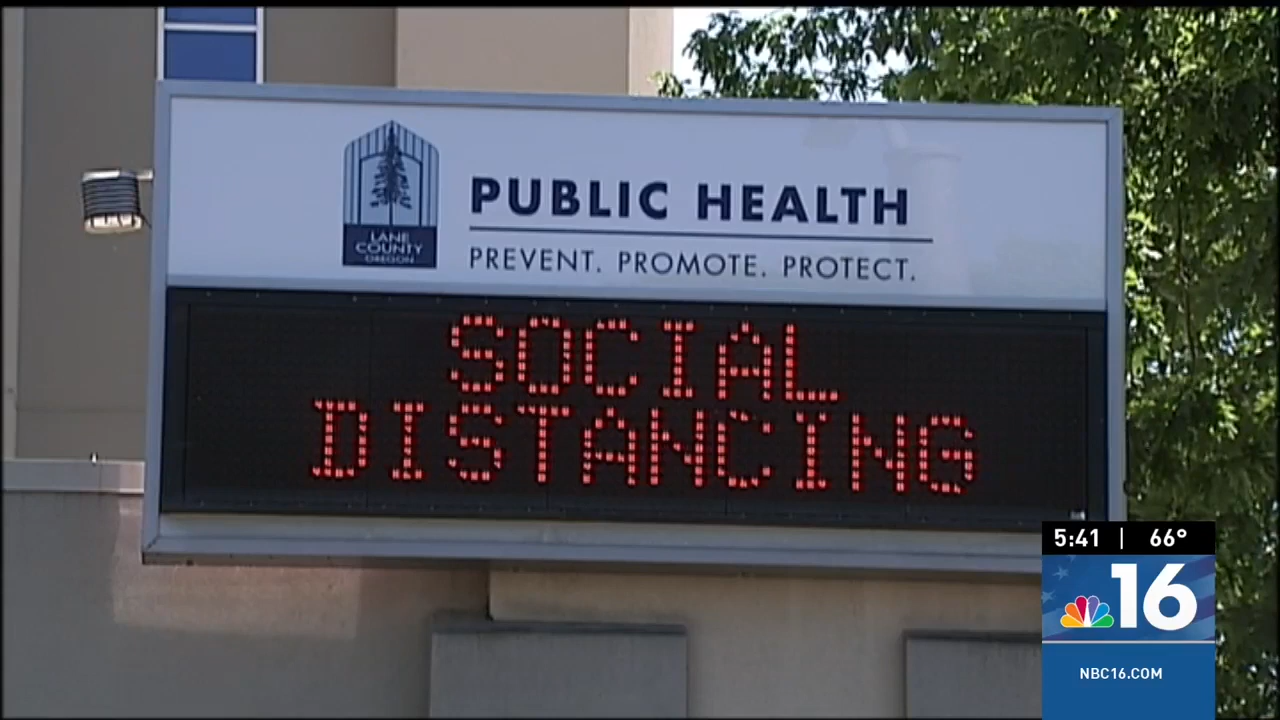 PUBLIC HEALTH
LANE
COUNTY
OREGON
PREVENT. PROMOTE. PROTECT.
SOCIAL
DISTANCING
5:41 | 66°
16
NBC16.COM